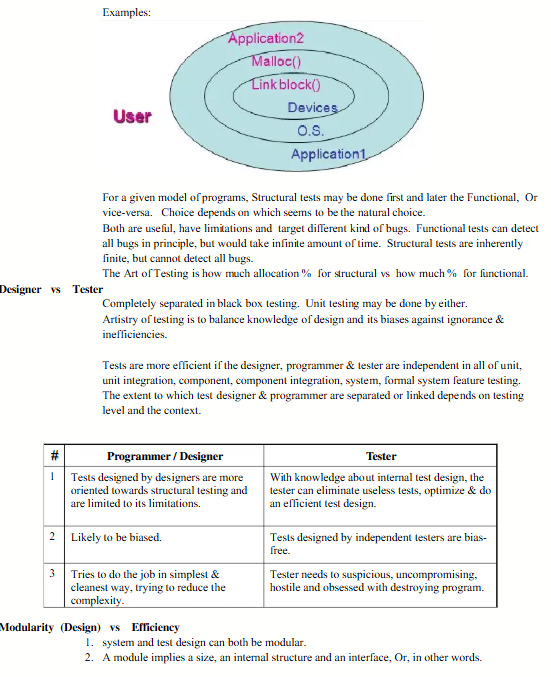 Examples:
Application2
Malloc()
Link block()
User
Devices
O.S.
Application1
For a given model of programs, Structural tests may be done first and later the Functional, Or
vice-versa. Choice depends on which seems to be the natural choice.
Both are useful, have limitations and target different kind of bugs. Functional tests can detect
all bugs in principle, but would take infinite amount of time. Structural tests are inherently
finite, but cannot detect all bugs.
The Art of Testing is how much allocation % for structural vs how much % for functional.
Designer vs Tester
Completely separated in black box testing. Unit testing may be done by either.
Artistry of testing is to balance knowledge of design and its biases against ignorance &
inefficiencies.
Tests are more efficient if the designer, programmer & tester are independent in all of unit,
unit integration, component, component integration, system, formal system feature testing.
The extent to which test designer & programmer are separated or linked depends on testing
level and the context.
# Programmer / Designer Tester
1 Tests designed by designers are more
oriented towards structural testing and
are limited to its limitations.
With knowledge about internal test design, the
tester can eliminate useless tests, optimize & do
an efficient test design.
2 Likely to be biased.
Tests designed by independent testers are bias-
free.
3 Tries to do the job in simplest &
cleanest way, trying to reduce the
complexity.
Tester needs to suspicious, uncompromising,
hostile and obsessed with destroying program.
Modularity (Design) vs Efficiency
1. system and test design can both be modular.
2. A module implies a size, an internal structure and an interface, Or, in other words.